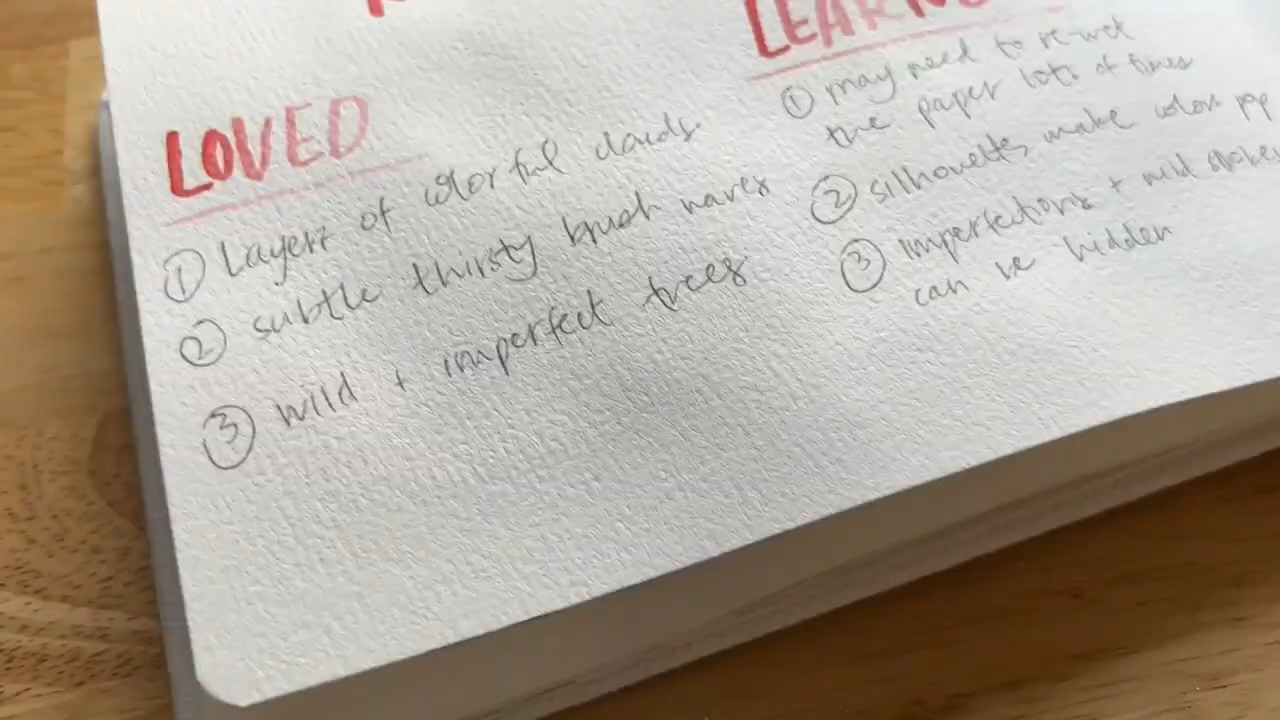 LOVED
① Layers of colorful clouds
② subtle thirsty brush waves
③ wild + imperfect trees
LEARN
① may need to re-wet
the paper lots of times
② silhouettes make colors pop
③ imperfections + wild strokes
can be hidden